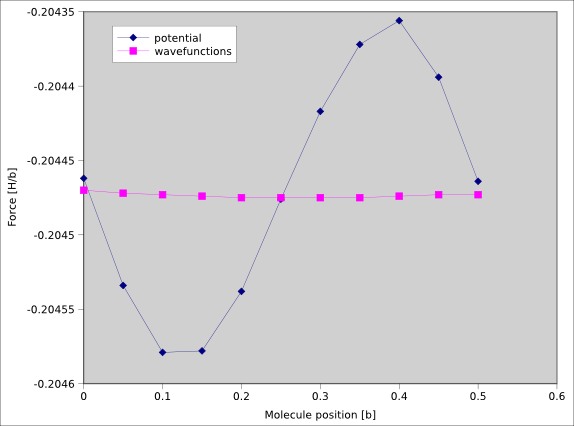 -0.20435
potential
wavefunctions
-0.2044
-0.20445
-0.2045
-0.20455
-0.2046
Force [H/b]
0 0.1 0.2 0.3 0.4 0.5 0.6
Molecule position [b]